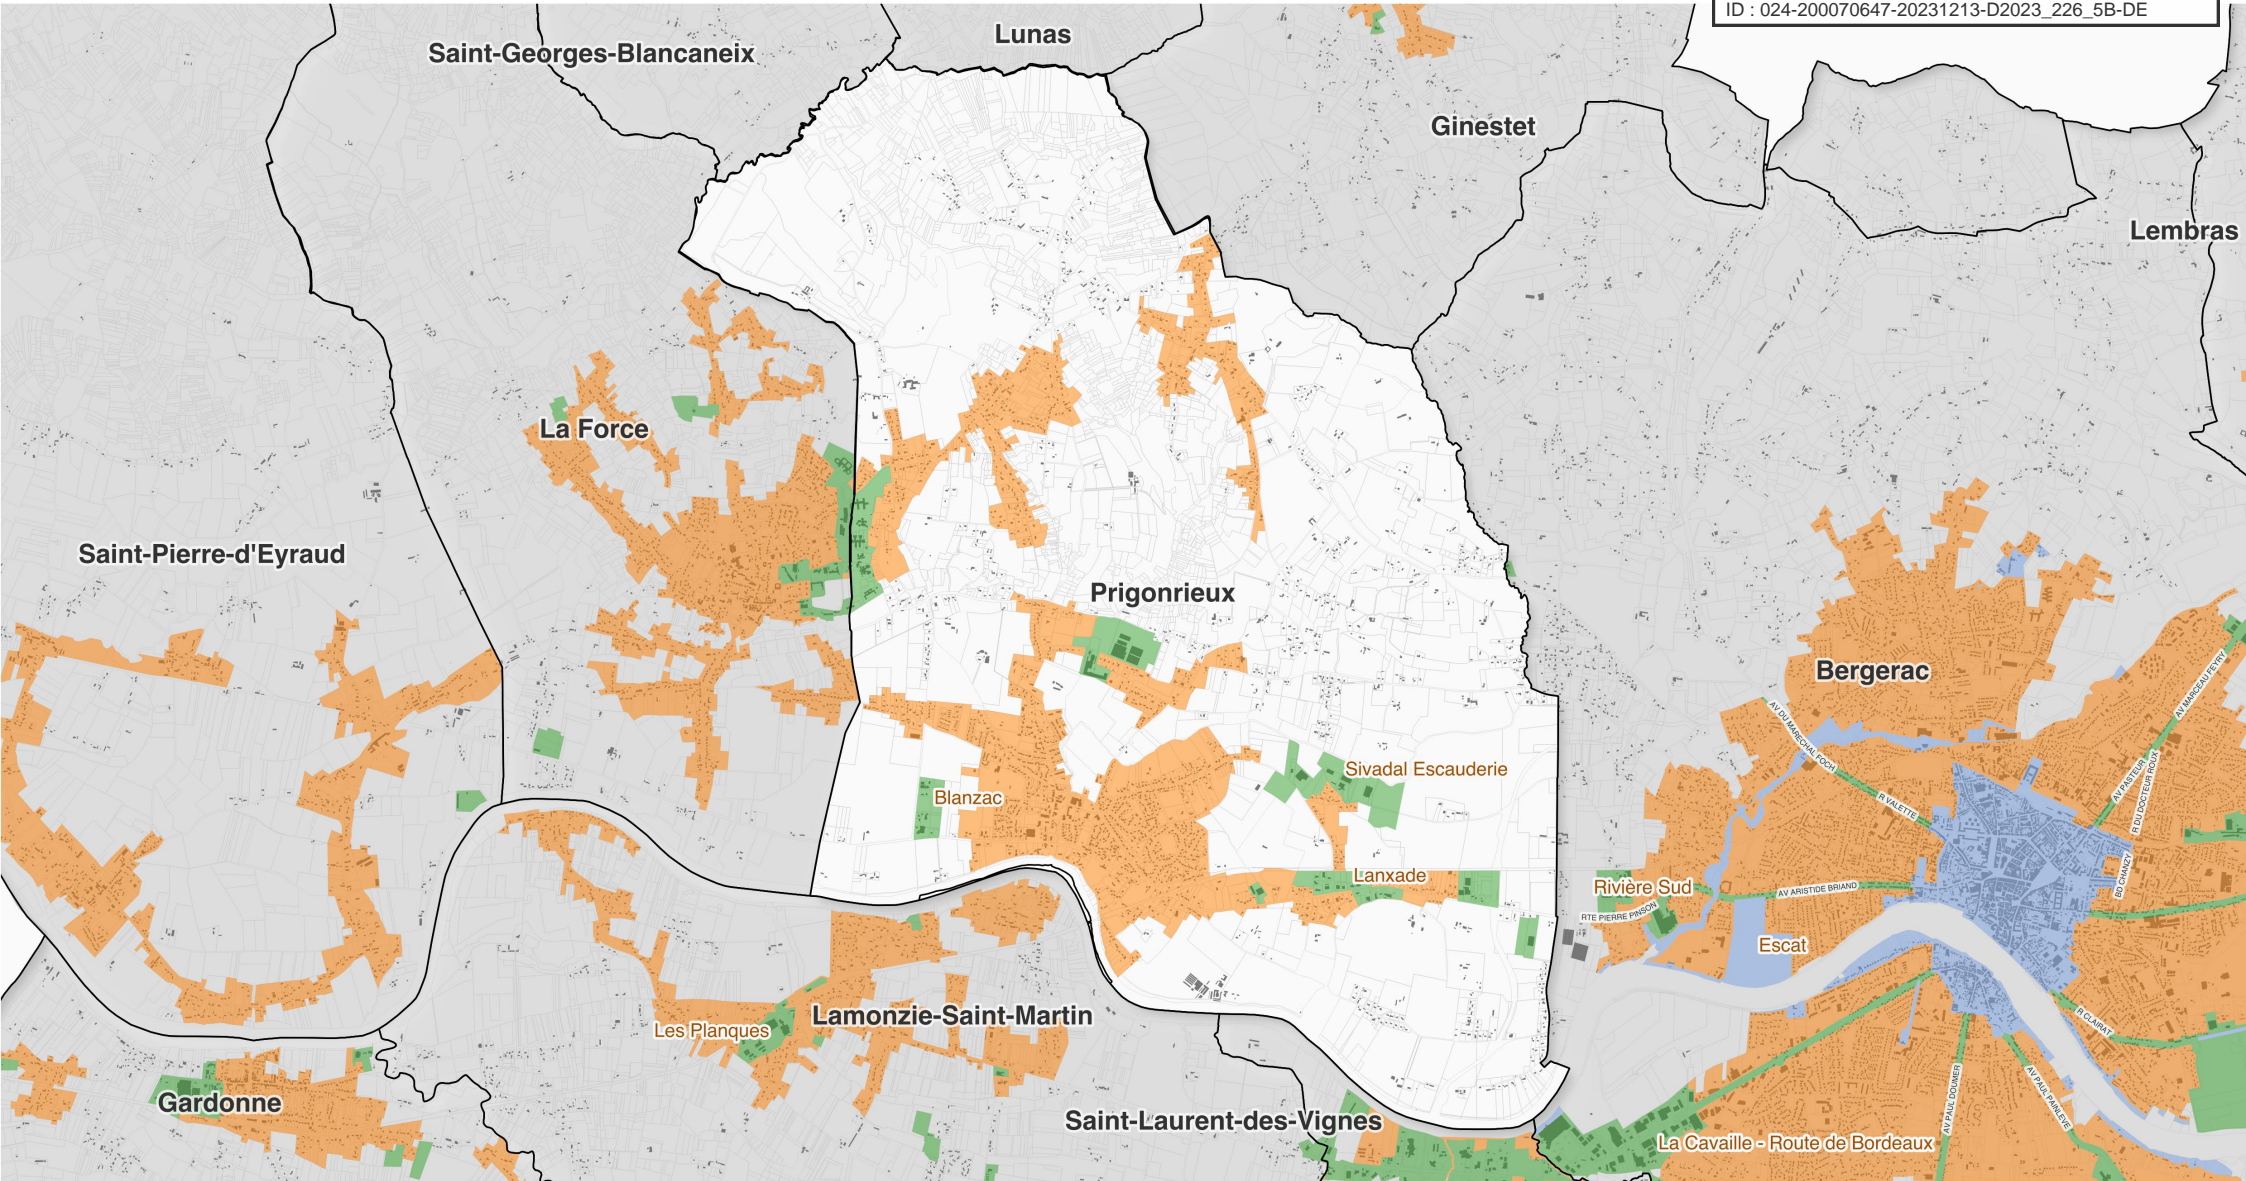 ID : 024-200070647-20231213-D2023_226_5B-DE
Lunas
Saint-Georges-Blancaneix
Ginestet
Lembras
La Force
Saint-Pierre-d'Eyraud
Prigonrieux
Bergerac
AV MARCEAU FEYRY
AV DU MARECHAL FOCH
Sivadal Escauderie
AV PASTEUR
R DU DOCTEUR ROUX
Blanzac
R VALETTE
Lanxade
BD CHANZY
Rivière Sud
AV ARISTIDE BRIAND
RTE PIERRE PINSON
Escat
Lamonzie-Saint-Martin
Les Planques
R CLAIRAT
Gardonne
AV PAUL DOUMER
AV PAUL PAINLEVE
Saint-Laurent-des-Vignes
La Cavaille - Route de Bordeaux